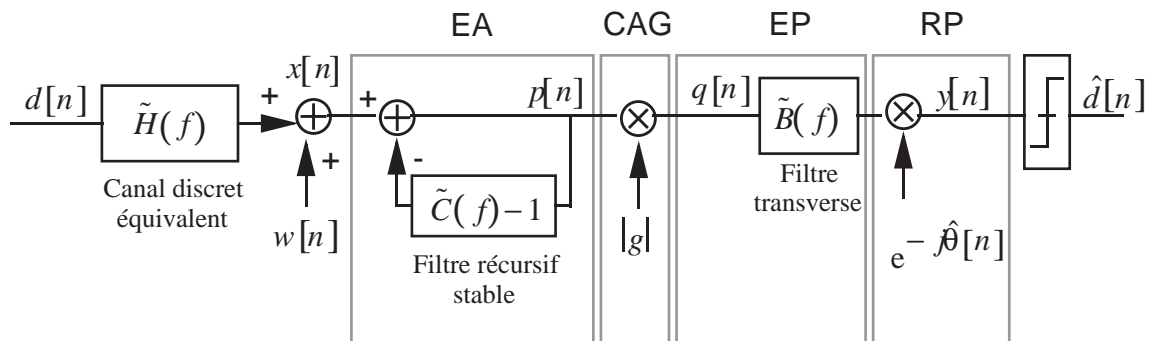 EA CAG EP RP
d[n] H̃(f) + x[n] + p[n] q[n] B̃(f) y[n] d̂[n]
+ -
Canal discret
équivalent
w[n]
C̃(f)−1
Filtre récursif
stable
|g|
Filtre
transverse
e− jθ̂[n]